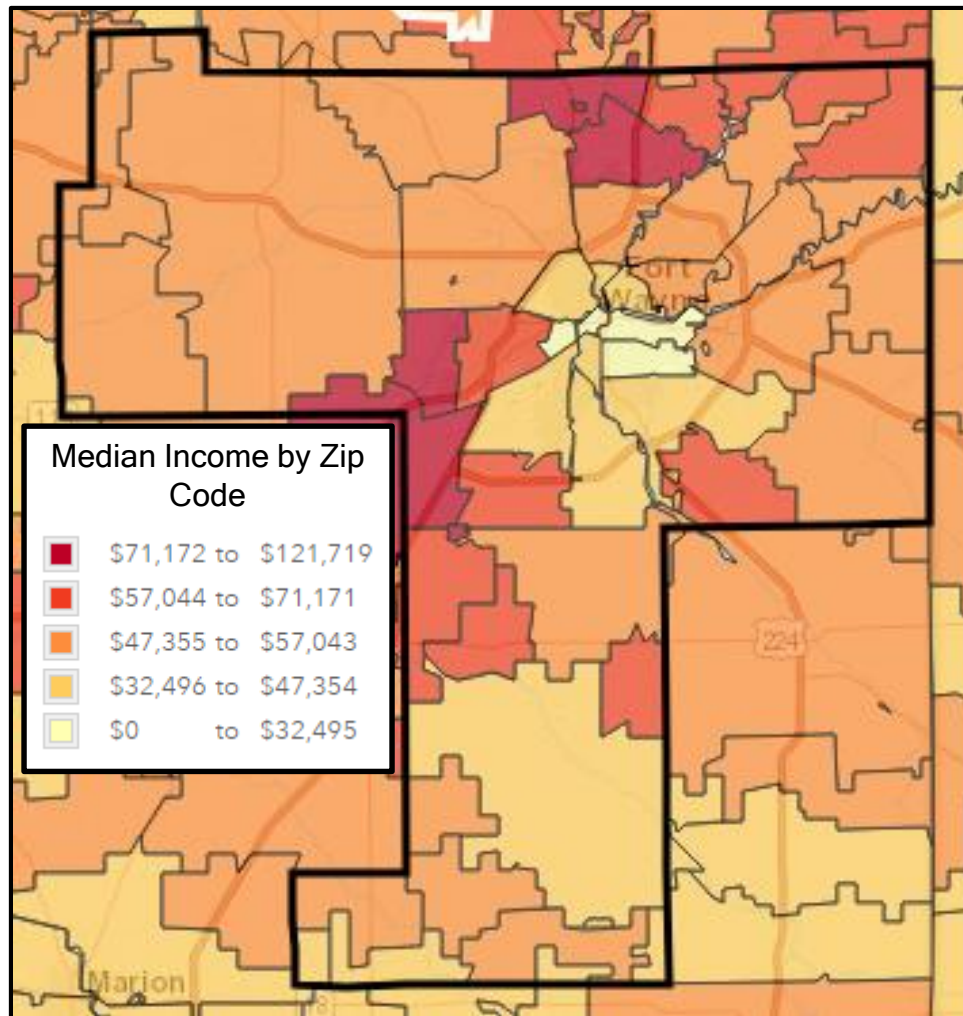 Fort
Wayne
Median Income by Zip
Code
$71,172 to $121,719
$57,044 to $71,171
$47,355 to $57,043
$32,496 to $47,354
$0 to $32,495
224
Marion